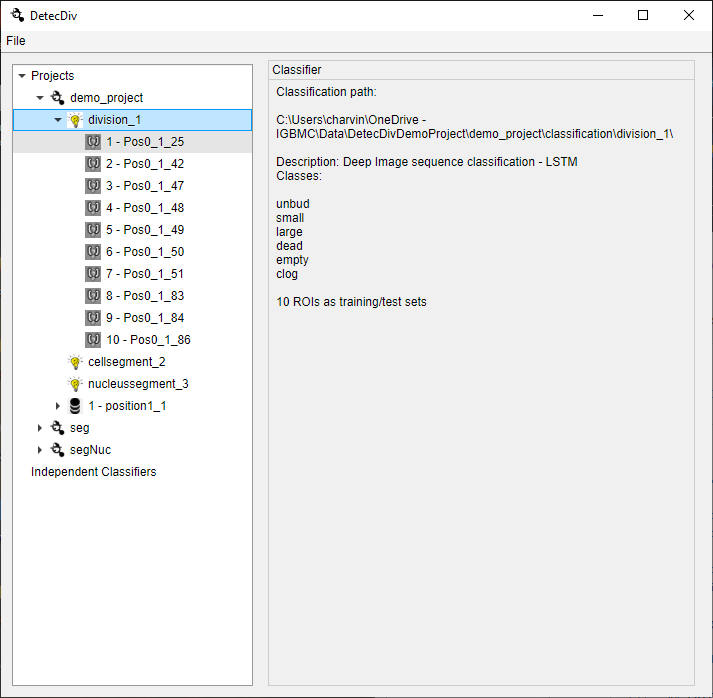 DetecDiv
File
Projects
demo_project
division_1
1 - Pos0_1_25
2 - Pos0_1_42
3 - Pos0_1_47
4 - Pos0_1_48
5 - Pos0_1_49
6 - Pos0_1_50
7 - Pos0_1_51
8 - Pos0_1_83
9 - Pos0_1_84
10 - Pos0_1_86
cellsegment_2
nucleussegment_3
1 - position1_1
seg
segNuc
Independent Classifiers
Classifier
Classification path:
C:\Users\charvin\OneDrive -
IGBMC\Data\DetecDivDemoProject\demo_project\classification\division_1\
Description: Deep Image sequence classification - LSTM
Classes:
unbud
small
large
dead
empty
clog
10 ROIs as training/test sets